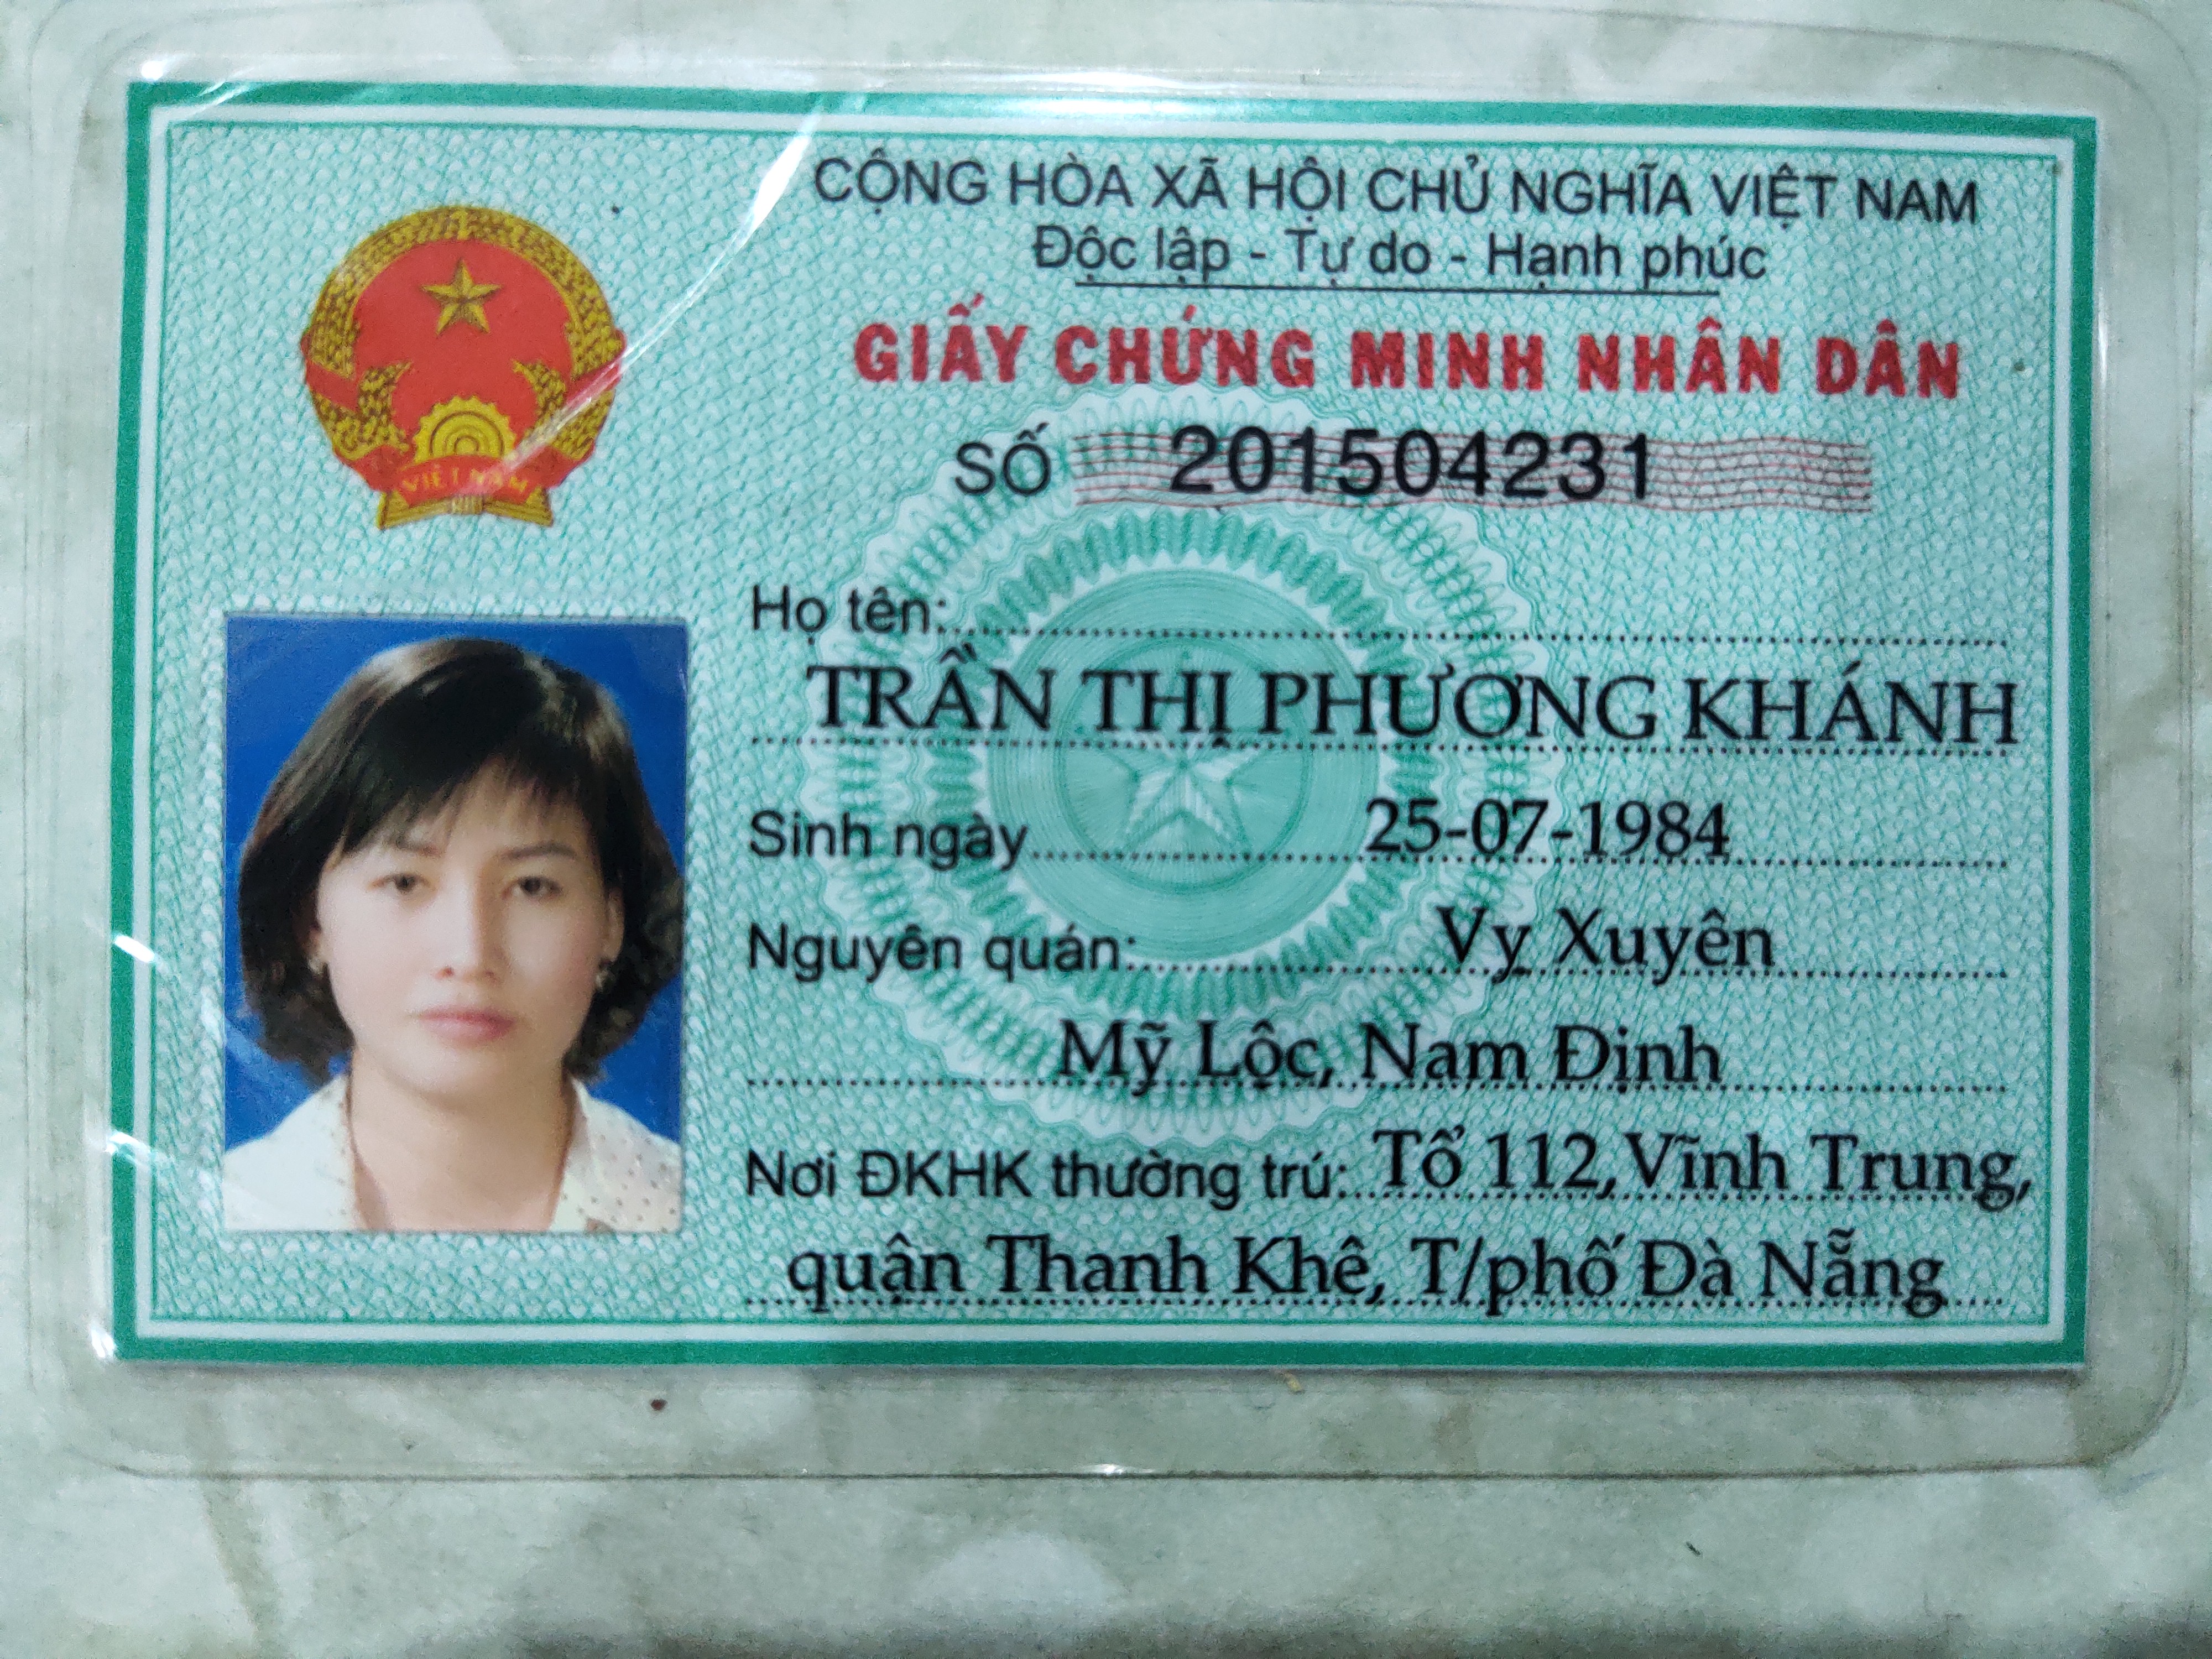 CỘNG HÒA XÃ HỘI CHỦ NGHĨA VIỆT NAM
Độc lập - Tự do - Hạnh phúc
GIẤY CHỨNG MINH NHÂN DÂN
SỐ 201504231
Họ tên:
TRẦN THỊ PHƯƠNG KHÁNH
Sinh ngày 25-07-1984
Nguyên quán: Vy Xuyên
Mỹ Lộc, Nam Định
Nơi ĐKHK thường trú: Tổ 112, Vĩnh Trung,
quận Thanh Khê, T/phố Đà Nẵng
VIỆT NAM